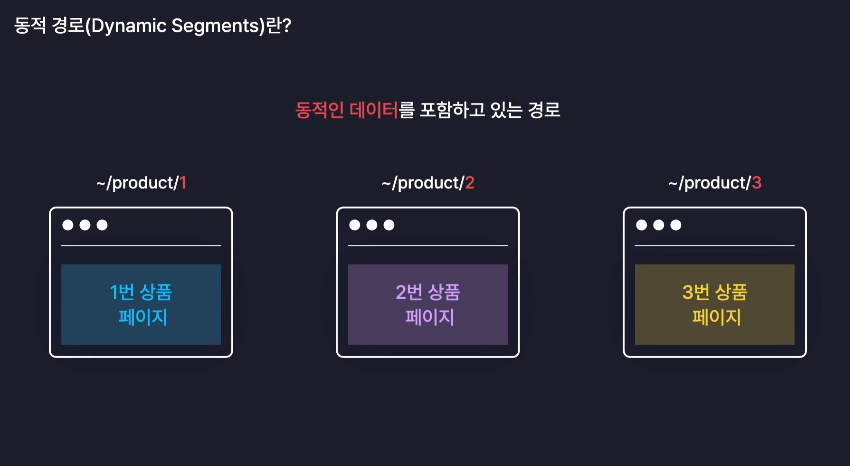 동적 경로(Dynamic Segments)란?
동적인 데이터를 포함하고 있는 경로
~/product/1
~/product/2
~/product/3
1번 상품
페이지
2번 상품
페이지
3번 상품
페이지